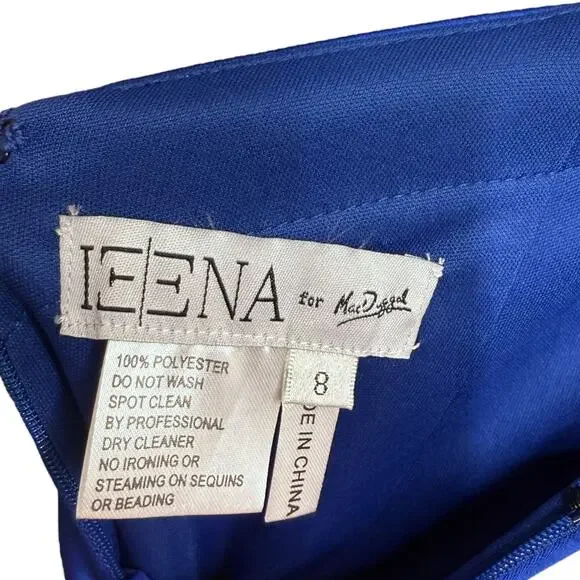 IEENA for MacDuggal
100% POLYESTER
DO NOT WASH
SPOT CLEAN
BY PROFESSIONAL
DRY CLEANER
NO IRONING OR
STEAMING ON SEQUINS
OR BEADING
8
DE IN CHINA